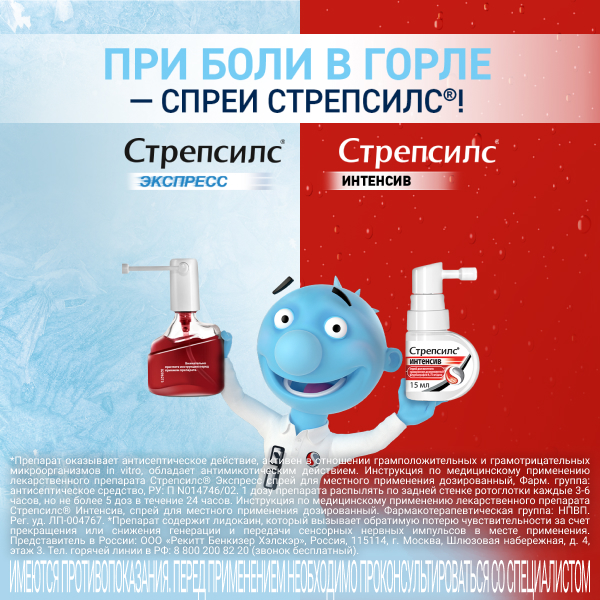 ПРИ БОЛИ В ГОРЛЕ
— СПРЕИ СТРЕПСИЛС®!
Стрепсилс®
ЭКСПРЕСС
Стрепсилс®
ИНТЕНСИВ
Стрепсилс®
ИНТЕНСИВ
15 мл
*Препарат оказывает антисептическое действие, активен в отношении грамположительных и грамотрицательных
микроорганизмов in vitro, обладает антимикотическим действием. Инструкция по медицинскому применению
лекарственного препарата Стрепсилс® Экспресс спрей для местного применения дозированный, Фарм. группа:
антисептическое средство, РУ: П N014746/02. 1 дозу препарата распылять по задней стенке ротоглотки каждые 3-6
часов, но не более 5 доз в течение 24 часов. Инструкция по медицинскому применению лекарственного препарата
Стрепсилс® Интенсив, спрей для местного применения дозированный. Фармакотерапевтическая группа: НПВП.
Рег. уд. ЛП-004767. *Препарат содержит лидокаин, который вызывает обратимую потерю чувствительности за счет
прекращения или снижения генерации и передачи сенсорных нервных импульсов в месте применения.
Представитель в России: ООО «Рекитт Бенкизер Хэлскэр», Россия, 115114, г. Москва, Шлюзовая набережная, д. 4,
этаж 3. Тел. горячей линии в РФ: 8 800 200 82 20 (звонок бесплатный).
ИМЕЮТСЯ ПРОТИВОПОКАЗАНИЯ. ПЕРЕД ПРИМЕНЕНИЕМ НЕОБХОДИМО ПРОКОНСУЛЬТИРОВАТЬСЯ СО СПЕЦИАЛИСТОМ